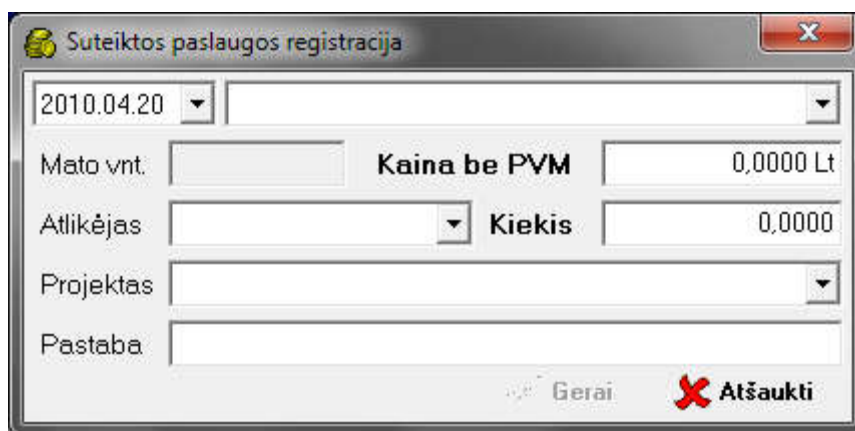 Suteiktos paslaugos registracija
2010.04.20
Mato vnt. Kaina be PVM 0,0000 Lt
Atlikėjas Kiekis 0,0000
Projektas
Pastaba
Gerai Atšaukti